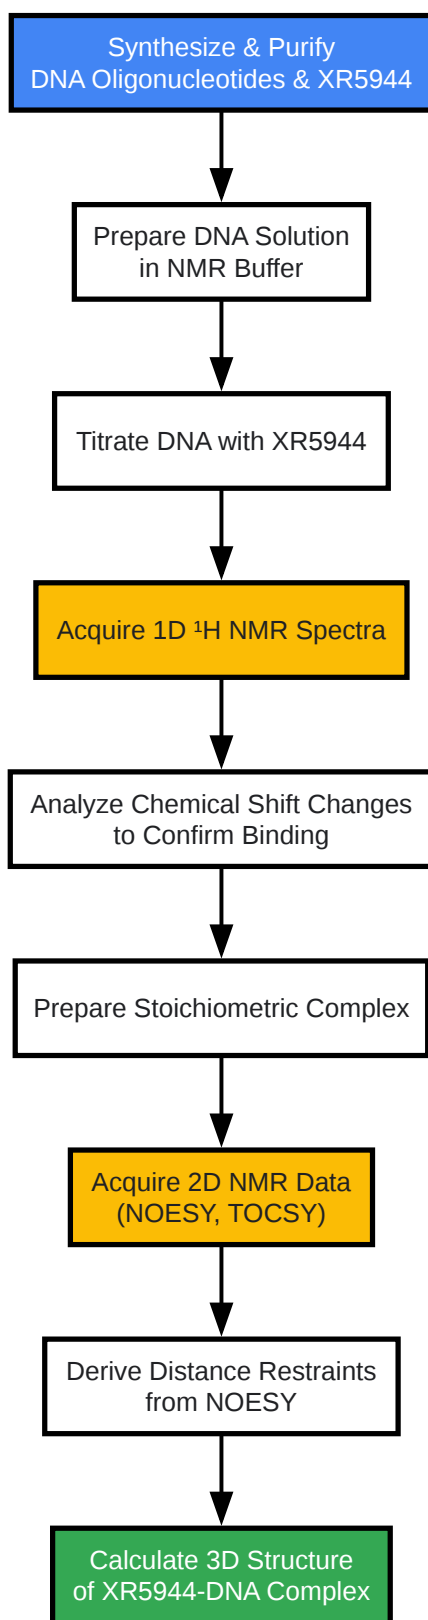 Synthesize & Purify
DNA Oligonucleotides & XR5944
Prepare DNA Solution
in NMR Buffer
Titrate DNA with XR5944
Acquire 1D ¹H NMR Spectra
Analyze Chemical Shift Changes
to Confirm Binding
Prepare Stoichiometric Complex
Acquire 2D NMR Data
(NOESY, TOCSY)
Derive Distance Restraints
from NOESY
Calculate 3D Structure
of XR5944-DNA Complex